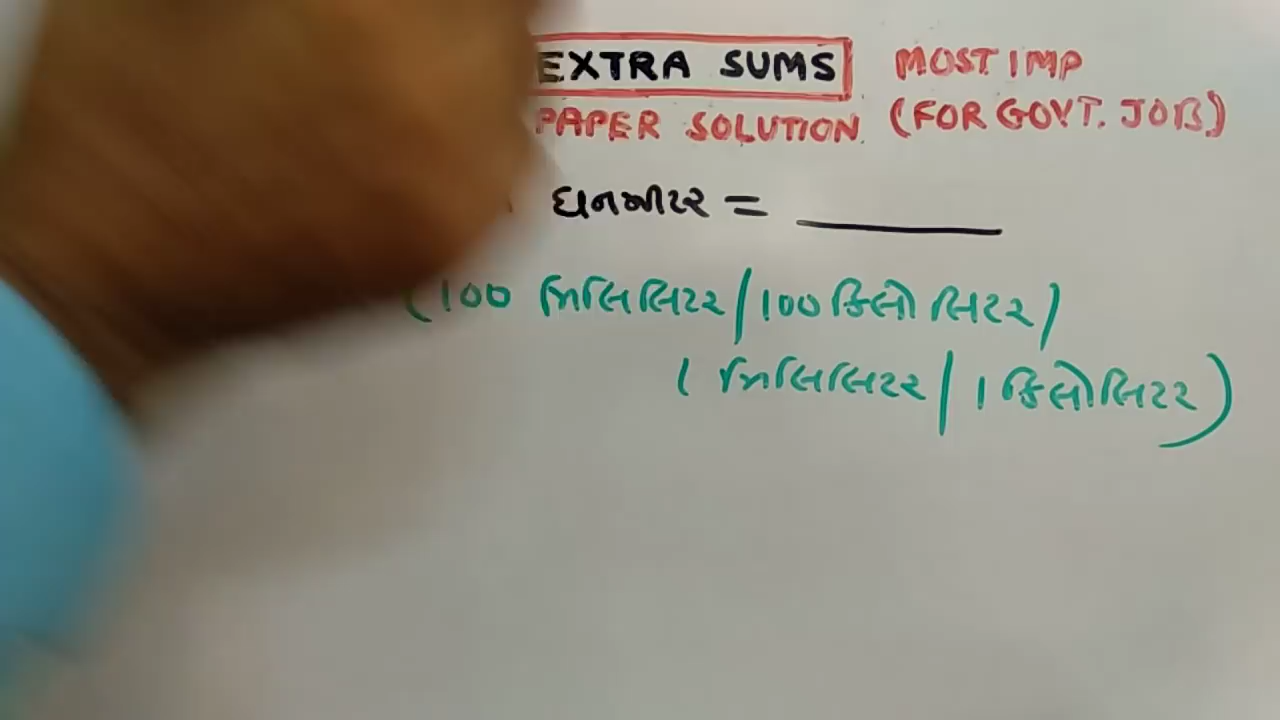 EXTRA SUMS MOST IMP
PAPER SOLUTION (FOR GOVT. JOB)
ઘનમીટર = ______
(100 મિલિલિટર / 100 કિલો લિટર /
( મિલિલિટર / 1 કિલોલિટર )